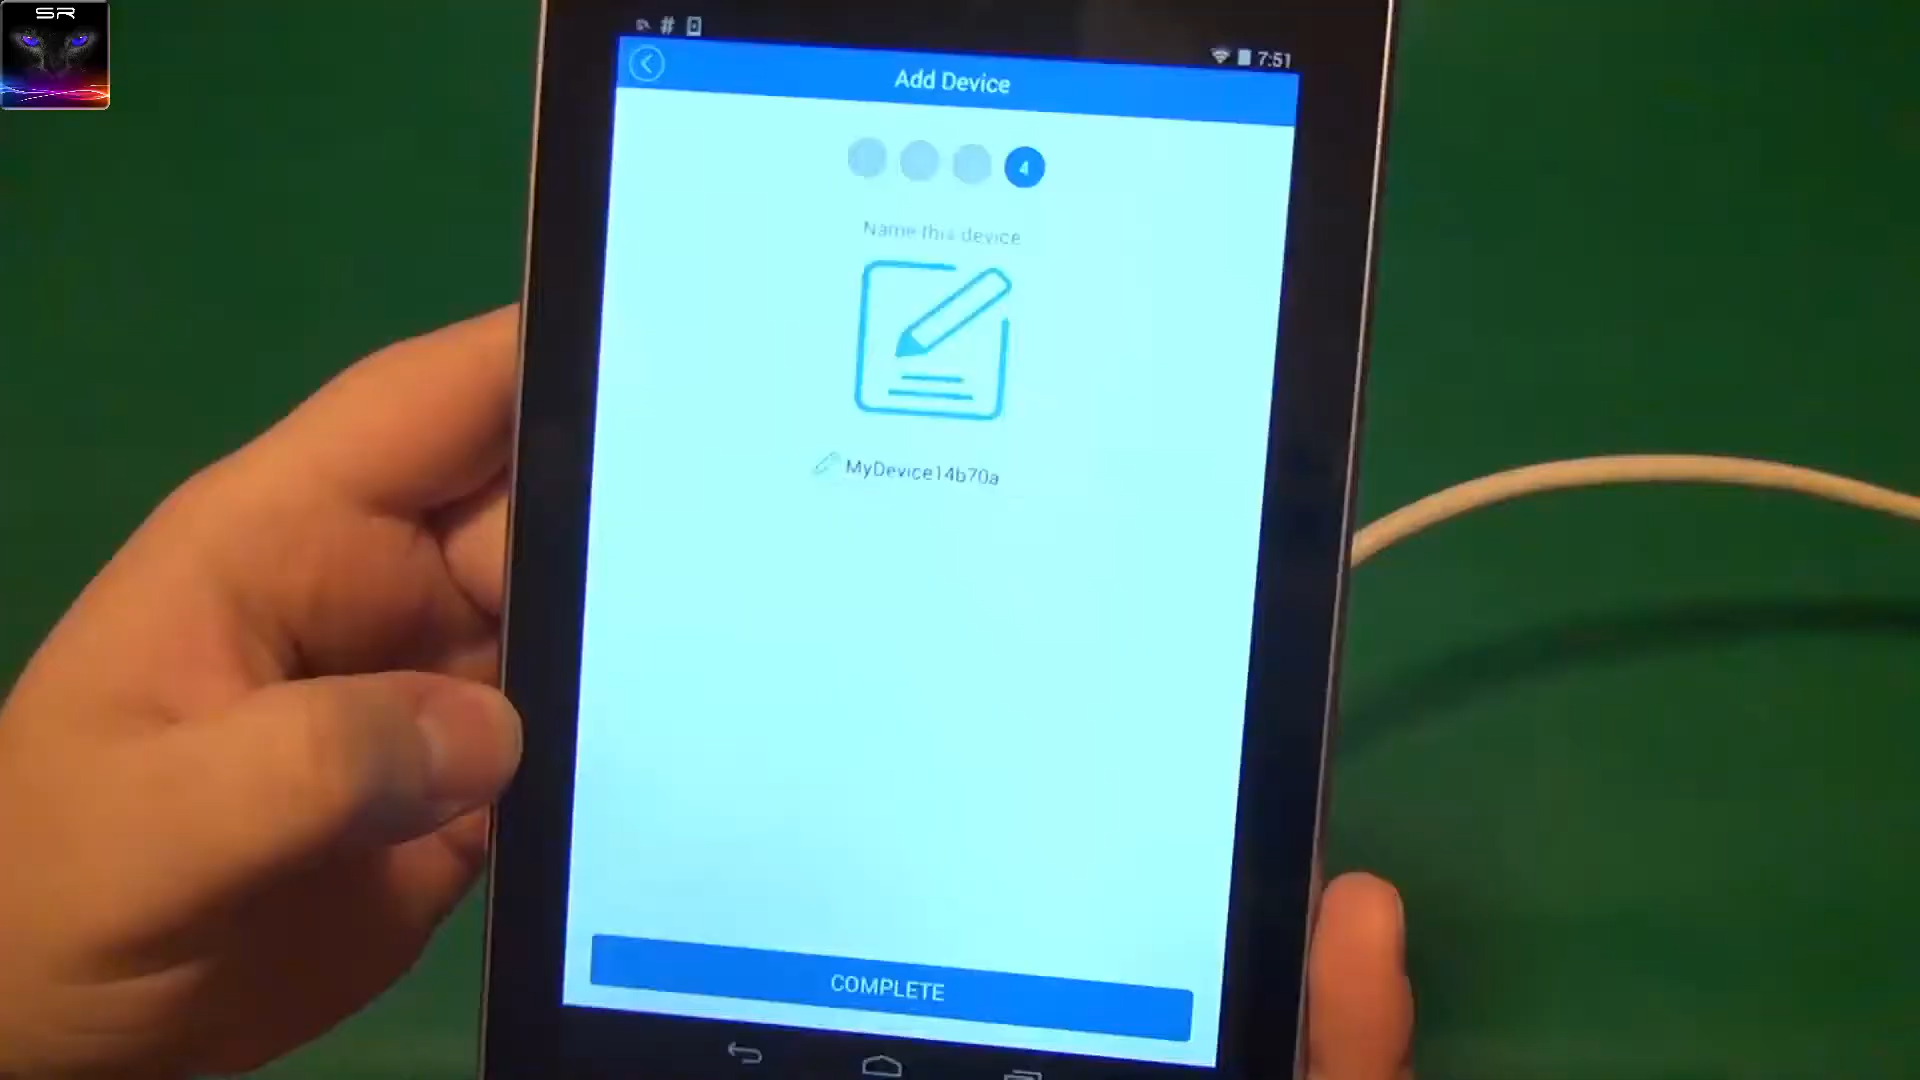 SR
7:51
Add Device
4
Name this device
MyDevice14b70a
COMPLETE